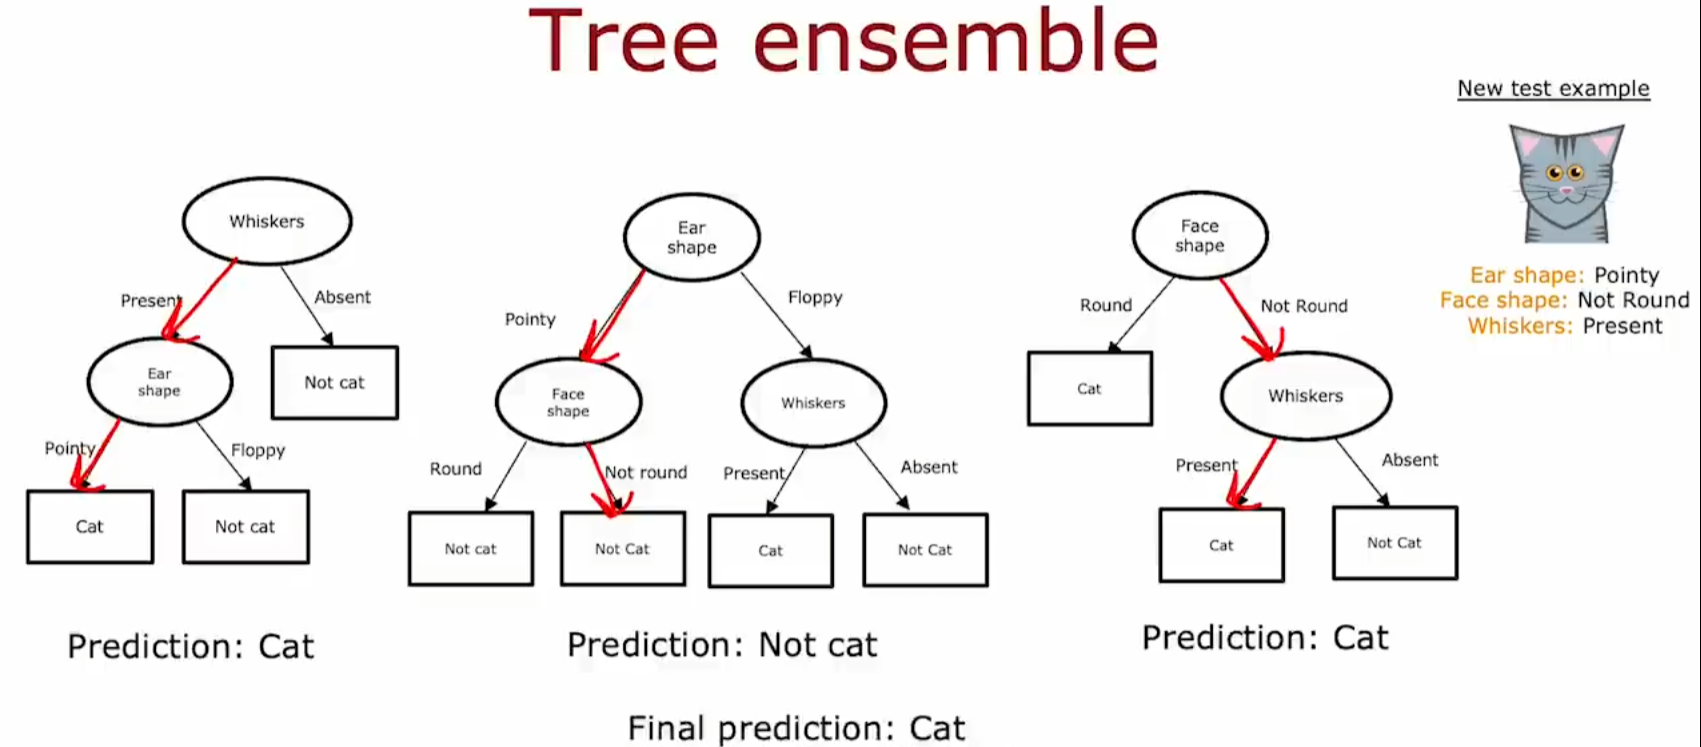 Tree ensemble
New test example
Ear shape: Pointy
Face shape: Not Round
Whiskers: Present
Whiskers
Present
Absent
Ear
shape
Not cat
Pointy
Floppy
Cat
Not cat
Prediction: Cat
Ear
shape
Pointy
Floppy
Face
shape
Whiskers
Round
Not round
Present
Absent
Not cat
Not Cat
Cat
Not Cat
Prediction: Not cat
Face
shape
Round
Not Round
Cat
Whiskers
Present
Absent
Cat
Not Cat
Prediction: Cat
Final prediction: Cat